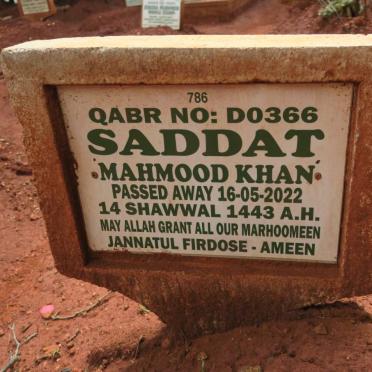 786
QABR NO: D0366
SADDAT
MAHMOOD KHAN
PASSED AWAY 16-05-2022
14 SHAWWAL 1443 A.H.
MAY ALLAH GRANT ALL OUR MARHOOMEEN
JANNATUL FIRDOSE - AMEEN